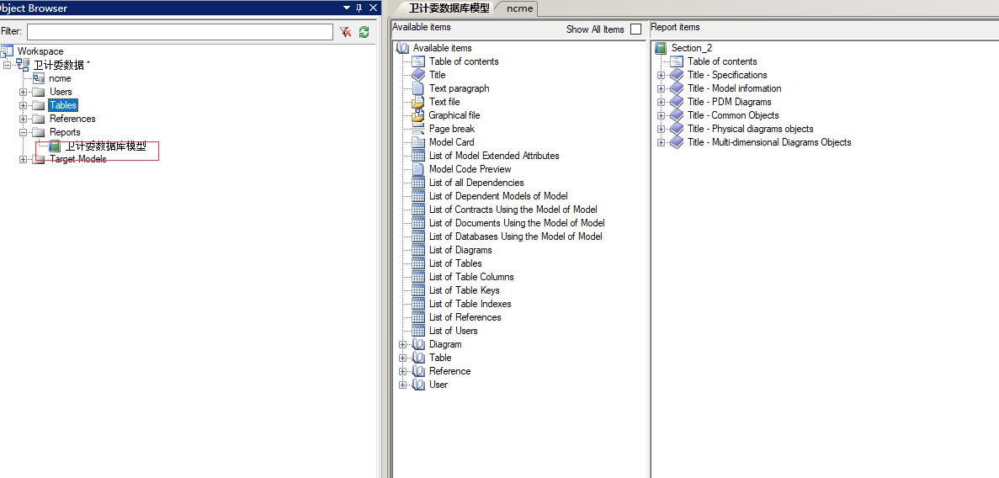 Object Browser
Filter:
Workspace
卫计委数据 *
ncme
Users
Tables
References
Reports
卫计委数据库模型
Target Models
卫计委数据库模型
ncme
Available items
Show All Items
Available items
Table of contents
Title
Text paragraph
Text file
Graphical file
Page break
Model Card
List of Model Extended Attributes
Model Code Preview
List of all Dependencies
List of Dependent Models of Model
List of Contracts Using the Model of Model
List of Documents Using the Model of Model
List of Databases Using the Model of Model
List of Diagrams
List of Tables
List of Table Columns
List of Table Keys
List of Table Indexes
List of References
List of Users
Diagram
Table
Reference
User
Report items
Section_2
Table of contents
Title - Specifications
Title - Model information
Title - PDM Diagrams
Title - Common Objects
Title - Physical diagrams objects
Title - Multi-dimensional Diagrams Objects